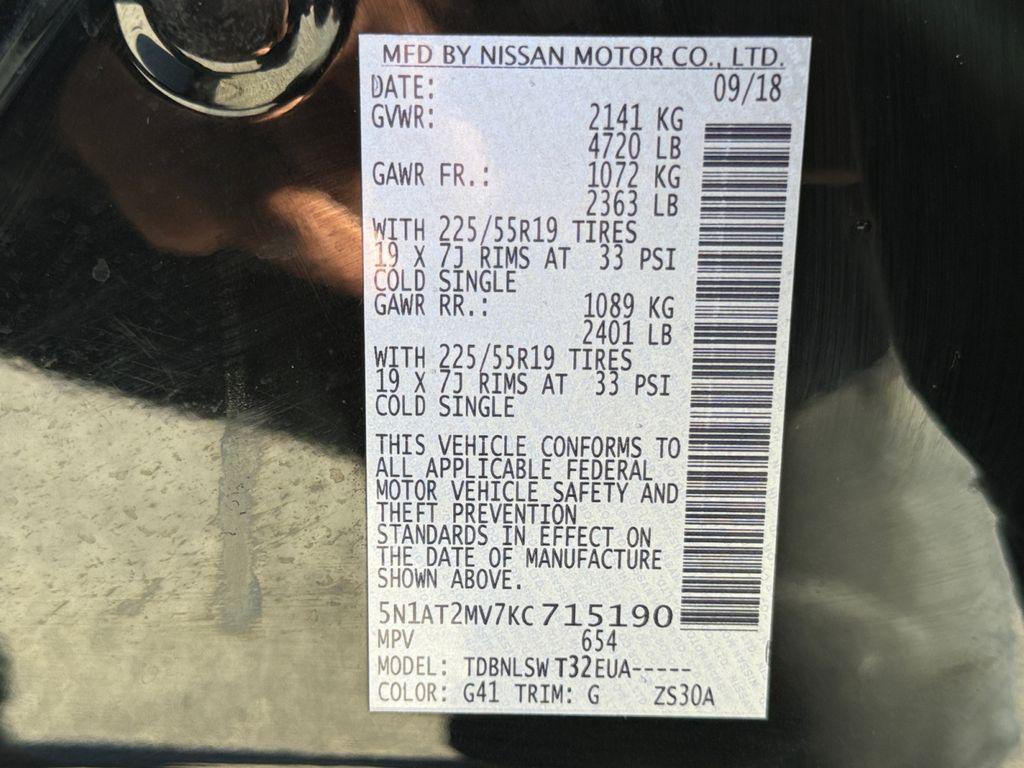 MFD BY NISSAN MOTOR CO., LTD.
DATE: 09/18
GVWR: 2141 KG
4720 LB
GAWR FR.: 1072 KG
2363 LB
WITH 225/55R19 TIRES
19 X 7J RIMS AT 33 PSI
COLD SINGLE
GAWR RR.: 1089 KG
2401 LB
WITH 225/55R19 TIRES
19 X 7J RIMS AT 33 PSI
COLD SINGLE
THIS VEHICLE CONFORMS TO
ALL APPLICABLE FEDERAL
MOTOR VEHICLE SAFETY AND
THEFT PREVENTION
STANDARDS IN EFFECT ON
THE DATE OF MANUFACTURE
SHOWN ABOVE.
5N1AT2MV7KC715190
MPV 654
MODEL: TDBNLSWT32EUA-----
COLOR: G41 TRIM: G ZS30A